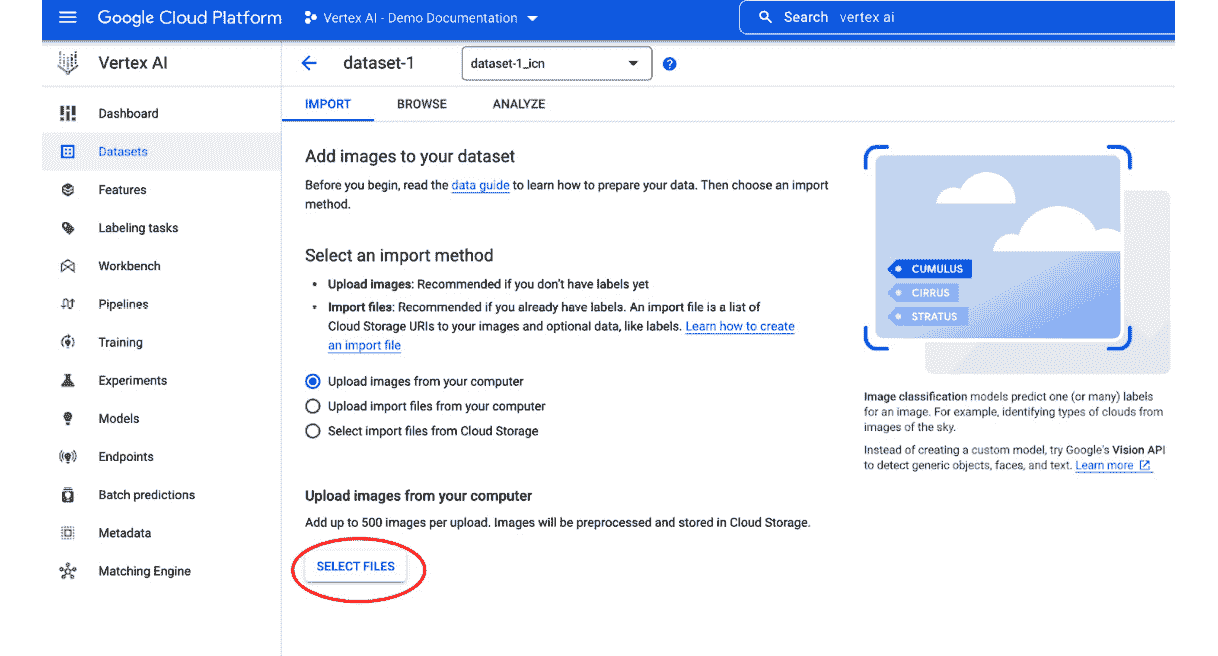 Google Cloud Platform
Vertex AI - Demo Documentation
Search vertex ai
Vertex AI
dataset-1
dataset-1_icn
?
IMPORT
BROWSE
ANALYZE
Dashboard
Datasets
Features
Labeling tasks
Workbench
Pipelines
Training
Experiments
Models
Endpoints
Batch predictions
Metadata
Matching Engine
Add images to your dataset
Before you begin, read the data guide to learn how to prepare your data. Then choose an import
method.
Select an import method
• Upload images: Recommended if you don't have labels yet
• Import files: Recommended if you already have labels. An import file is a list of
Cloud Storage URIs to your images and optional data, like labels. Learn how to create
an import file
Upload images from your computer
Upload import files from your computer
Select import files from Cloud Storage
Upload images from your computer
Add up to 500 images per upload. Images will be preprocessed and stored in Cloud Storage.
SELECT FILES
CUMULUS
CIRRUS
STRATUS
Image classification models predict one (or many) labels
for an image. For example, identifying types of clouds from
images of the sky.
Instead of creating a custom model, try Google's Vision API
to detect generic objects, faces, and text. Learn more